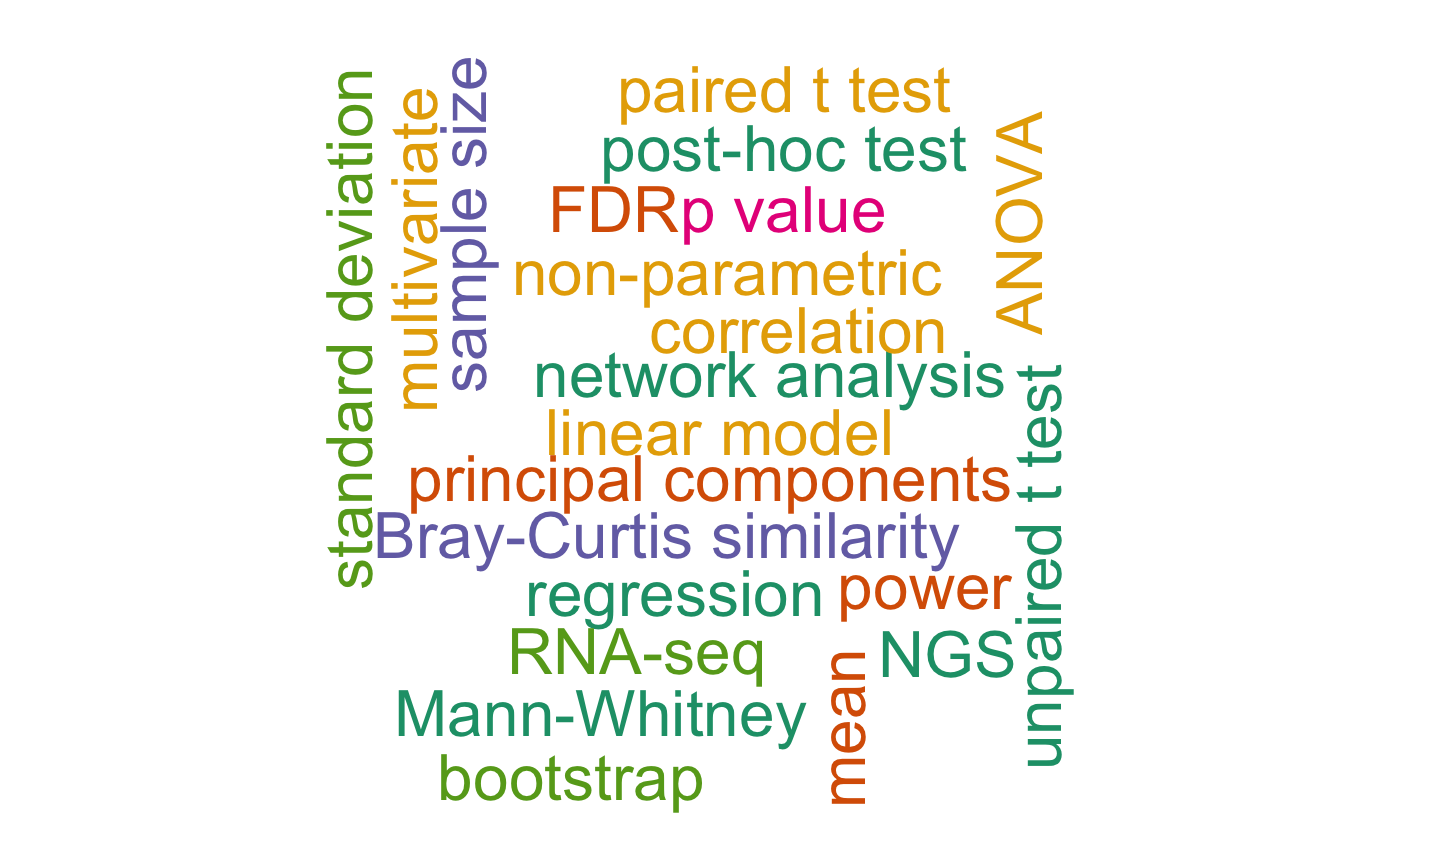 standard deviation
multivariate
sample size
paired t test
post-hoc test
ANOVA
FDR
p value
non-parametric
correlation
network analysis
linear model
unpaired t test
principal components
Bray-Curtis similarity
regression
power
RNA-seq
NGS
Mann-Whitney
mean
bootstrap